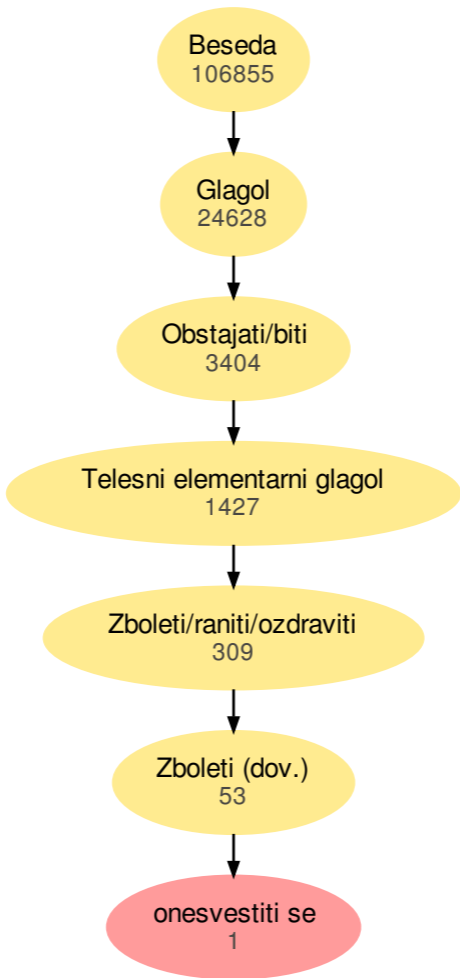 Beseda
106855
Glagol
24628
Obstajati/biti
3404
Telesni elementarni glagol
1427
Zboleti/raniti/ozdraviti
309
Zboleti (dov.)
53
onesvestiti se
1